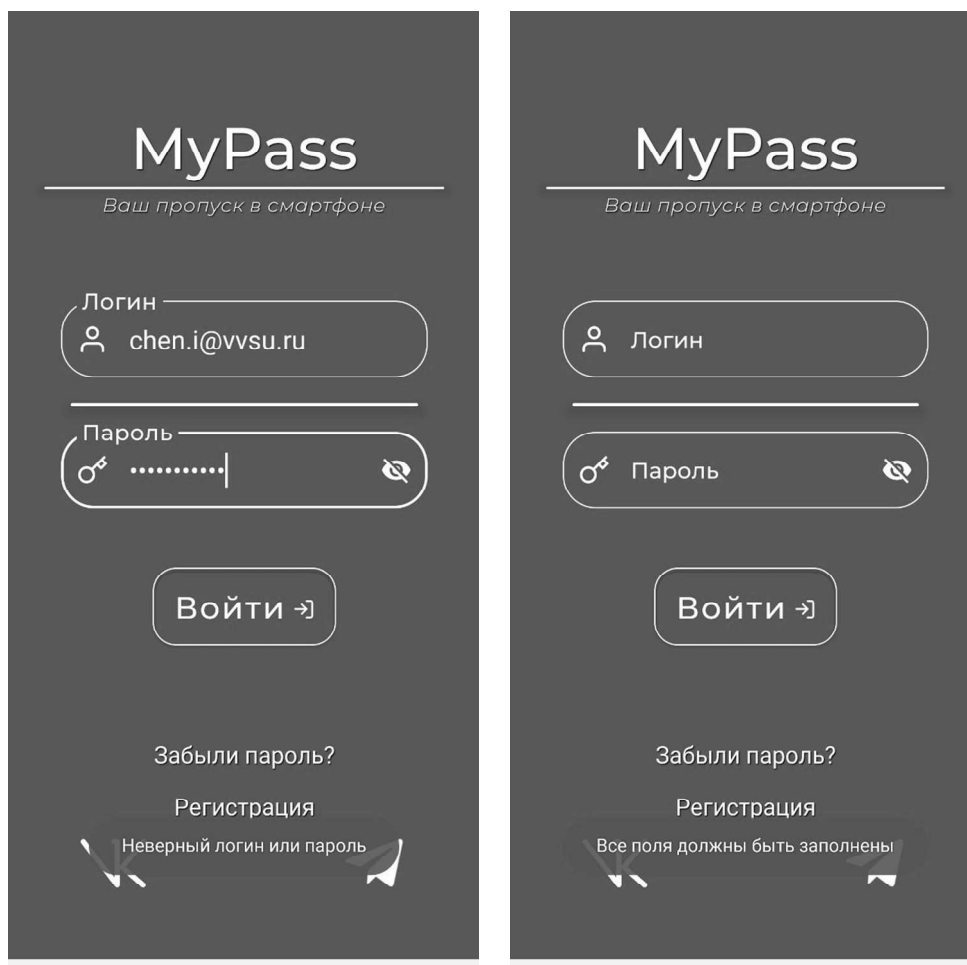 MyPass
Ваш пропуск в смартфоне
Логин
chen.i@vvsu.ru
Пароль
•••••••••••
Войти
Забыли пароль?
Регистрация
Неверный логин или пароль
MyPass
Ваш пропуск в смартфоне
Логин
Пароль
Войти
Забыли пароль?
Регистрация
Все поля должны быть заполнены